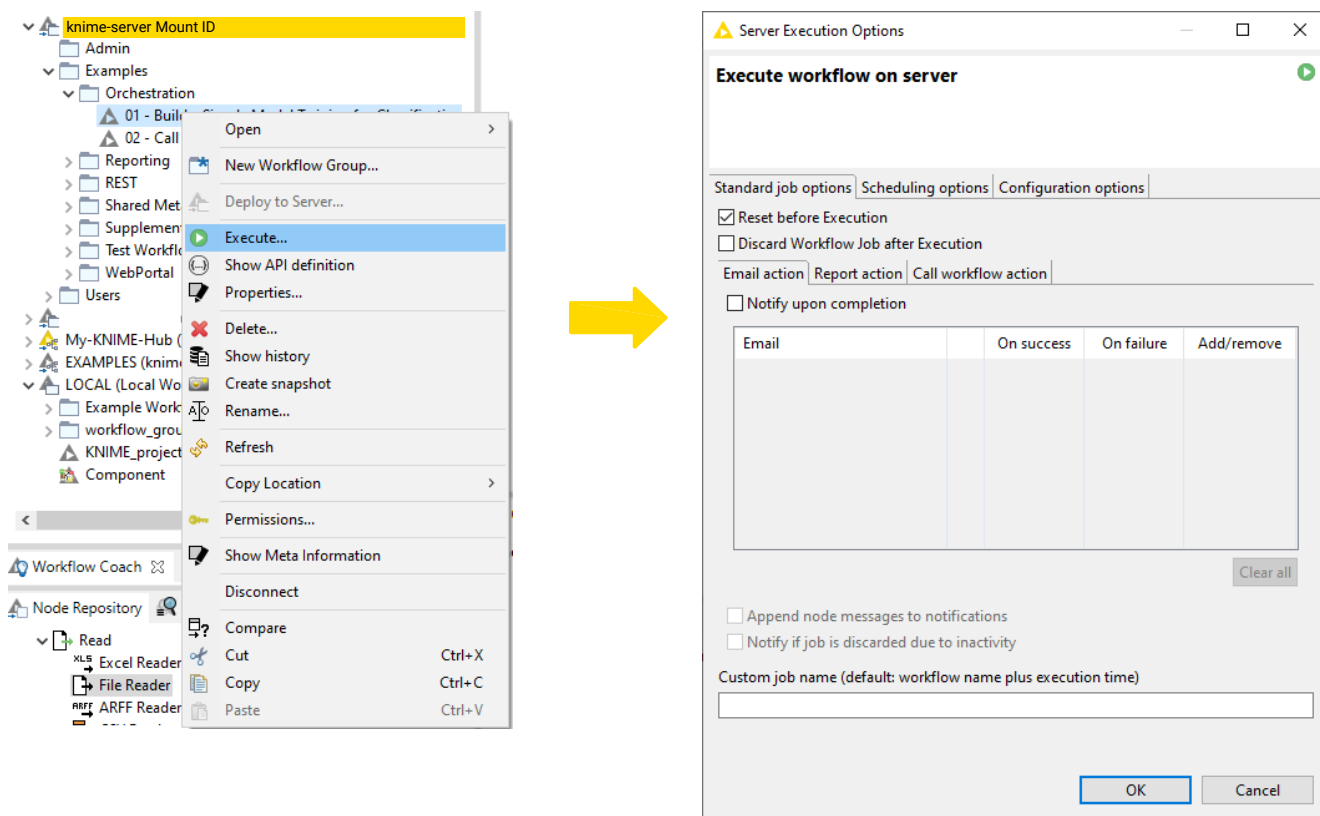 knime-server Mount ID
Admin
Examples
Orchestration
01 - Build
02 - Call
Reporting
REST
Shared Met
Supplemen
Test Workflo
WebPortal
Users
My-KNIME-Hub (
EXAMPLES (knime
LOCAL (Local Wo
Example Work
workflow_grou
KNIME_project
Component
Workflow Coach
Node Repository
Read
XLS Excel Reader
File Reader
ARFF ARFF Reader
Open
New Workflow Group...
Deploy to Server...
Execute...
Show API definition
Properties...
Delete...
Show history
Create snapshot
Rename...
Refresh
Copy Location
Permissions...
Show Meta Information
Disconnect
Compare
Cut Ctrl+X
Copy Ctrl+C
Paste Ctrl+V
Server Execution Options
Execute workflow on server
Standard job options Scheduling options Configuration options
Reset before Execution
Discard Workflow Job after Execution
Email action Report action Call workflow action
Notify upon completion
Email On success On failure Add/remove
Clear all
Append node messages to notifications
Notify if job is discarded due to inactivity
Custom job name (default: workflow name plus execution time)
OK Cancel